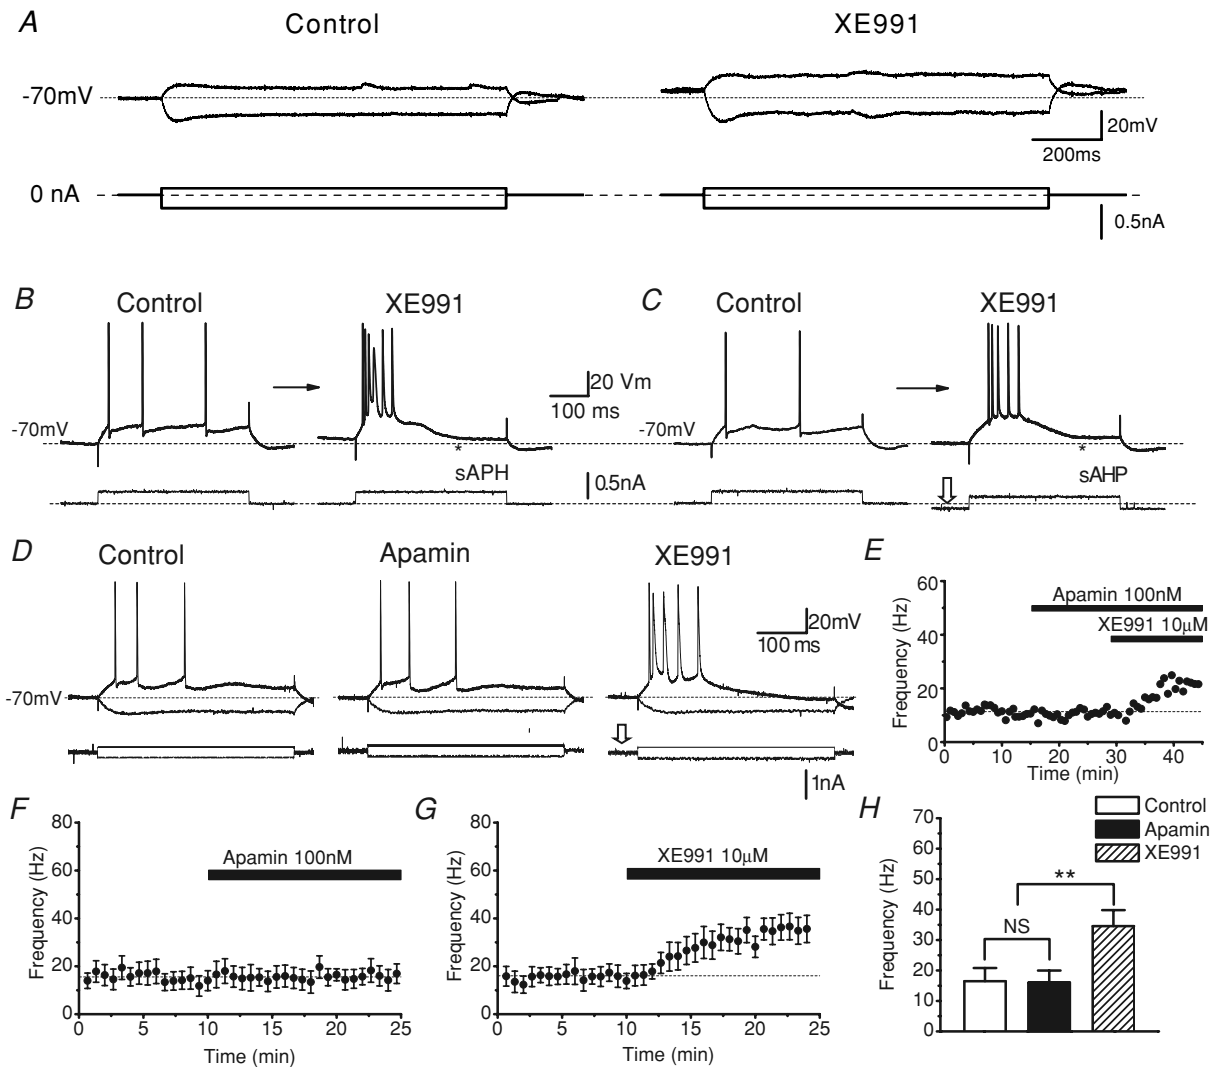 A
Control
XE991
-70mV
20mV
200ms
0 nA
0.5nA
B
Control
XE991
20 Vm
100 ms
-70mV
*
sAPH
0.5nA
C
Control
XE991
-70mV
*
sAHP
D
Control
Apamin
XE991
20mV
100 ms
-70mV
1nA
E
60
40
20
0
Frequency (Hz)
Apamin 100nM
XE991 10µM
0 10 20 30 40
Time (min)
F
80
60
40
20
0
Frequency (Hz)
Apamin 100nM
0 5 10 15 20 25
Time (min)
G
80
60
40
20
0
Frequency (Hz)
XE991 10µM
0 5 10 15 20 25
Time (min)
H
Control
Apamin
XE991
70
60
50
40
30
20
10
0
Frequency (Hz)
**
NS